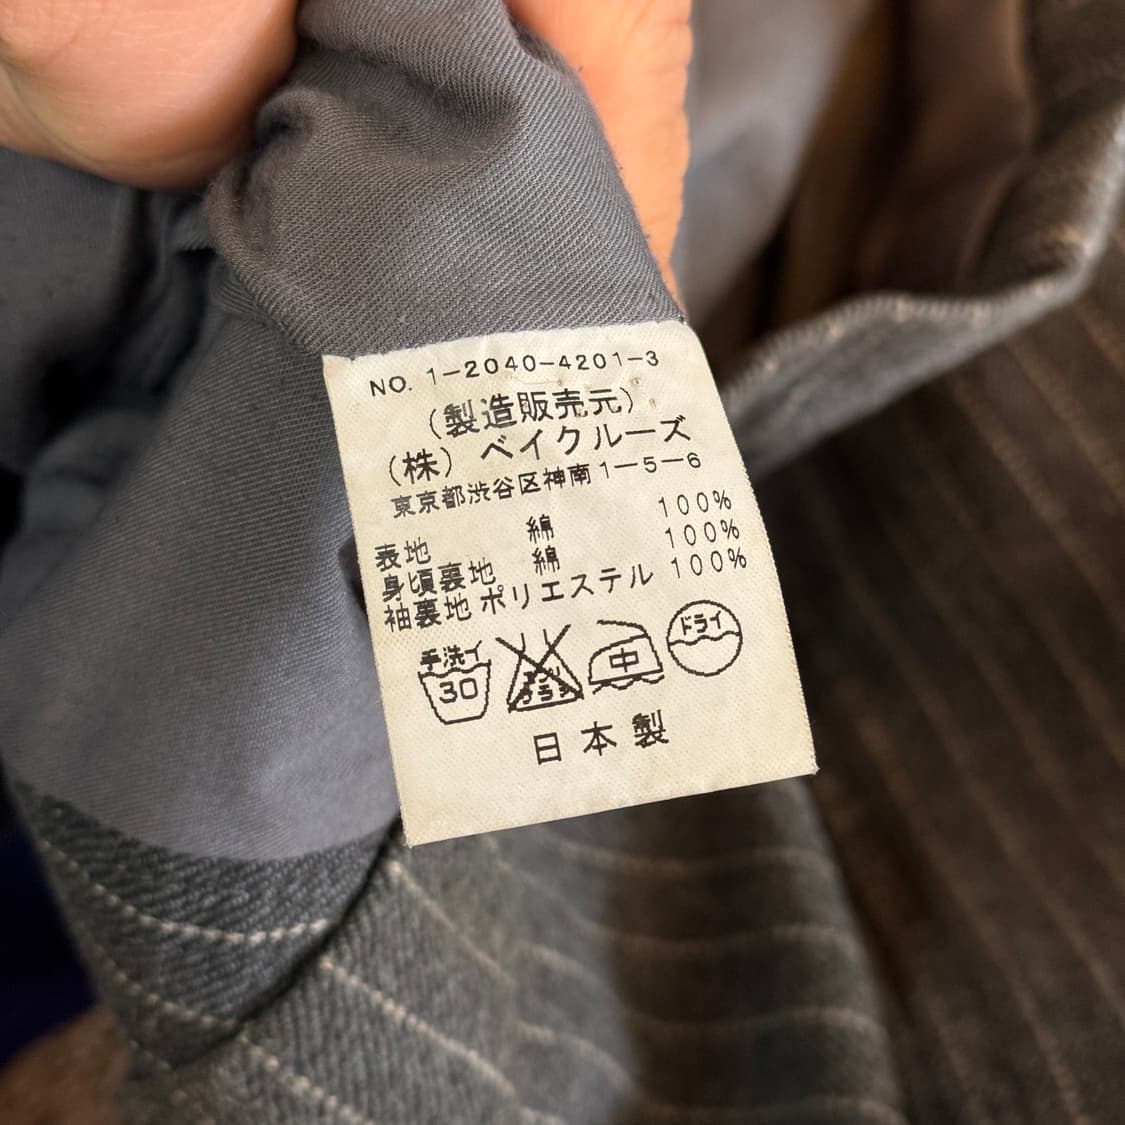 NO. 1-2040-4201-3
(製造販売元)
(株) ベイクルーズ
東京都渋谷区神南1-5-6
表地 綿 100%
身頃裏地 綿 100%
袖裏地 ポリエステル 100%
手洗イ
30
中
ドライ
日本製